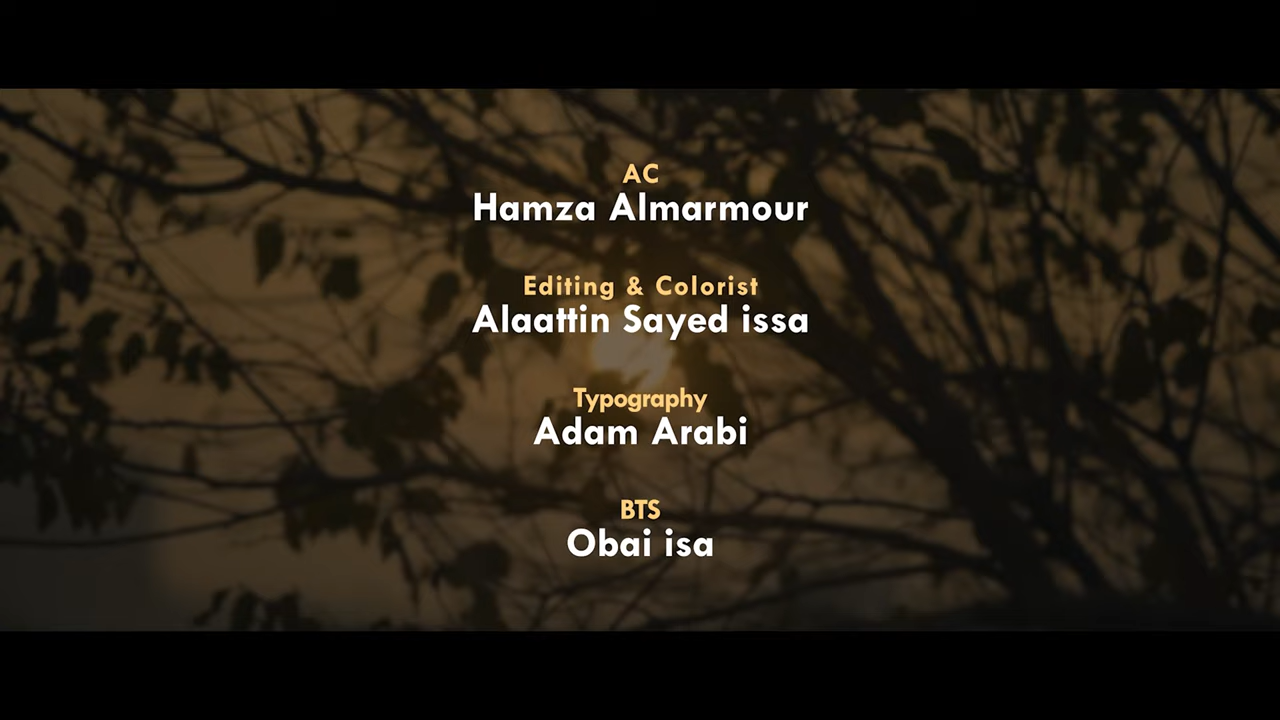 AC
Hamza Almarmour
Editing & Colorist
Alaattin Sayed issa
Typography
Adam Arabi
BTS
Obai isa